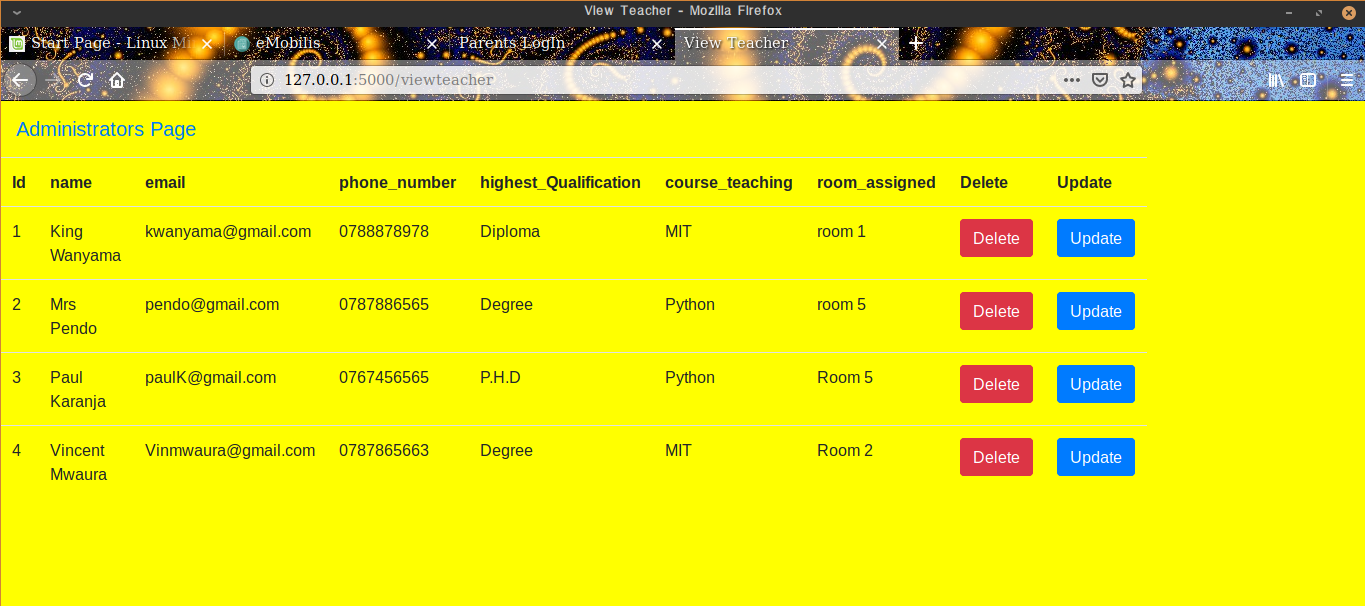 View Teacher - Mozilla Firefox
Start Page - Linux Mi eMobilis Parents LogIn View Teacher
127.0.0.1:5000/viewteacher
Administrators Page
Id name email phone_number highest_Qualification course_teaching room_assigned Delete Update
1 King kwanyama@gmail.com 0788878978 Diploma MIT room 1 Delete Update
Wanyama
2 Mrs pendo@gmail.com 0787886565 Degree Python room 5 Delete Update
Pendo
3 Paul paulK@gmail.com 0767456565 P.H.D Python Room 5 Delete Update
Karanja
4 Vincent Vinmwaura@gmail.com 0787865663 Degree MIT Room 2 Delete Update
Mwaura